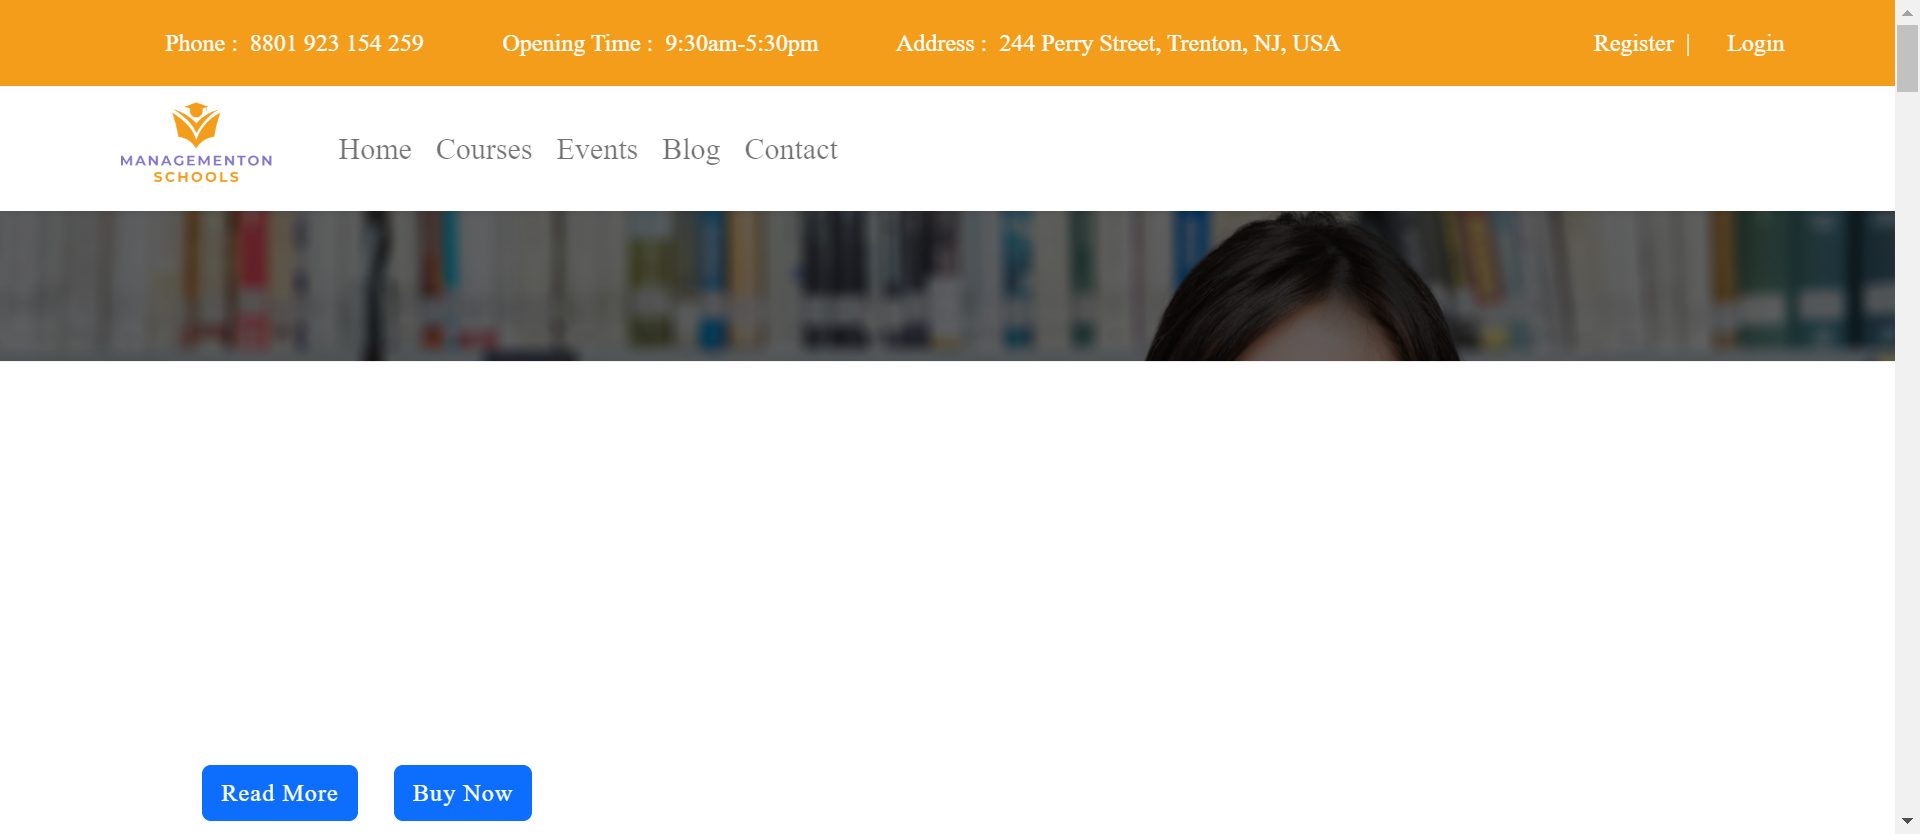 Phone : 8801 923 154 259 Opening Time : 9:30am-5:30pm Address : 244 Perry Street, Trenton, NJ, USA Register | Login
MANAGEMENTON
SCHOOLS
Home Courses Events Blog Contact
Read More Buy Now